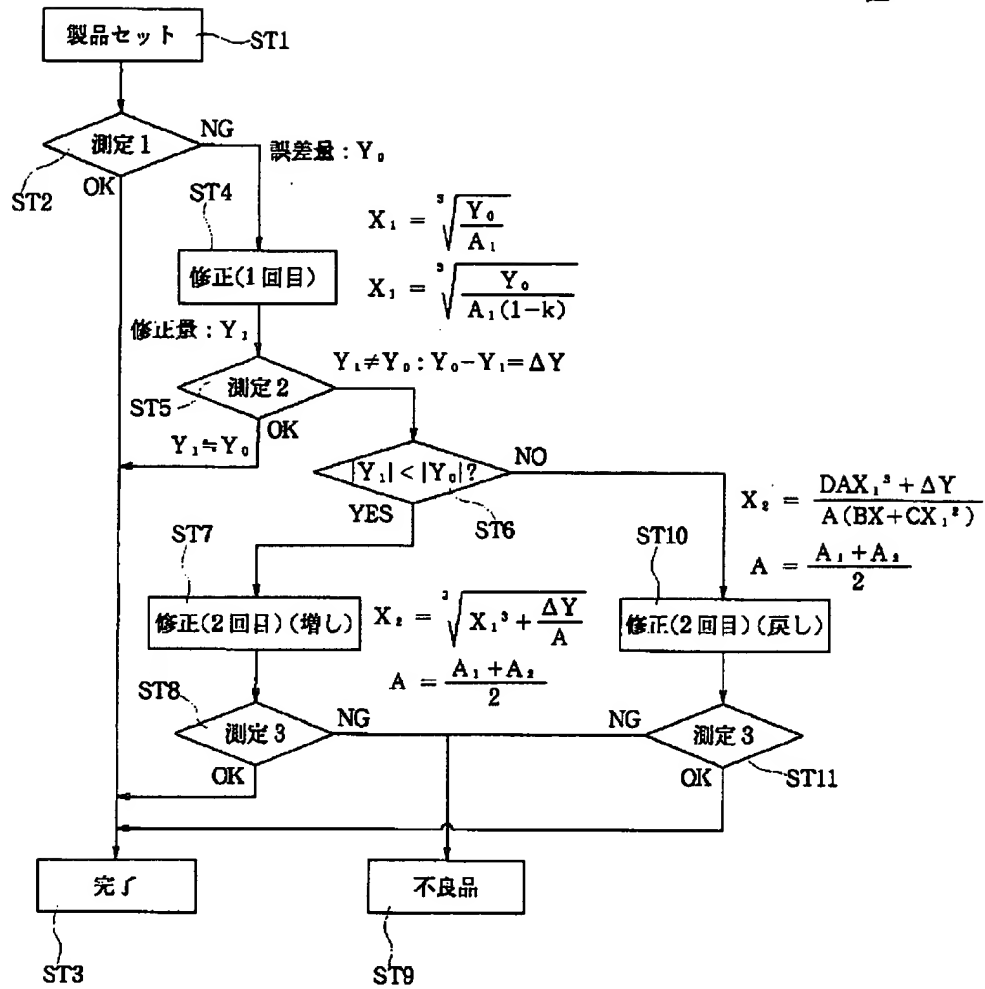 製品セット
ST1
測定1
NG
OK
ST2
誤差量：Y₀
ST4
X₁ = ³√(Y₀/A₁)
X₁ = ³√(Y₀/(A₁(1-k)))
修正(1回目)
修正量：Y₁
Y₁≠Y₀：Y₀-Y₁=ΔY
測定2
ST5
OK
Y₁≒Y₀
|Y₁|<|Y₀|?
NO
YES
ST6
ST7
ST10
X₂ = (DAX₁³+ΔY)/(A(BX+CX₁²))
A = (A₁+A₂)/2
修正(2回目)(増し)
X₂ = ³√(X₁³+ΔY/A)
A = (A₁+A₂)/2
修正(2回目)(戻し)
ST8
測定3
NG
OK
NG
測定3
OK
ST11
完了
不良品
ST3
ST9